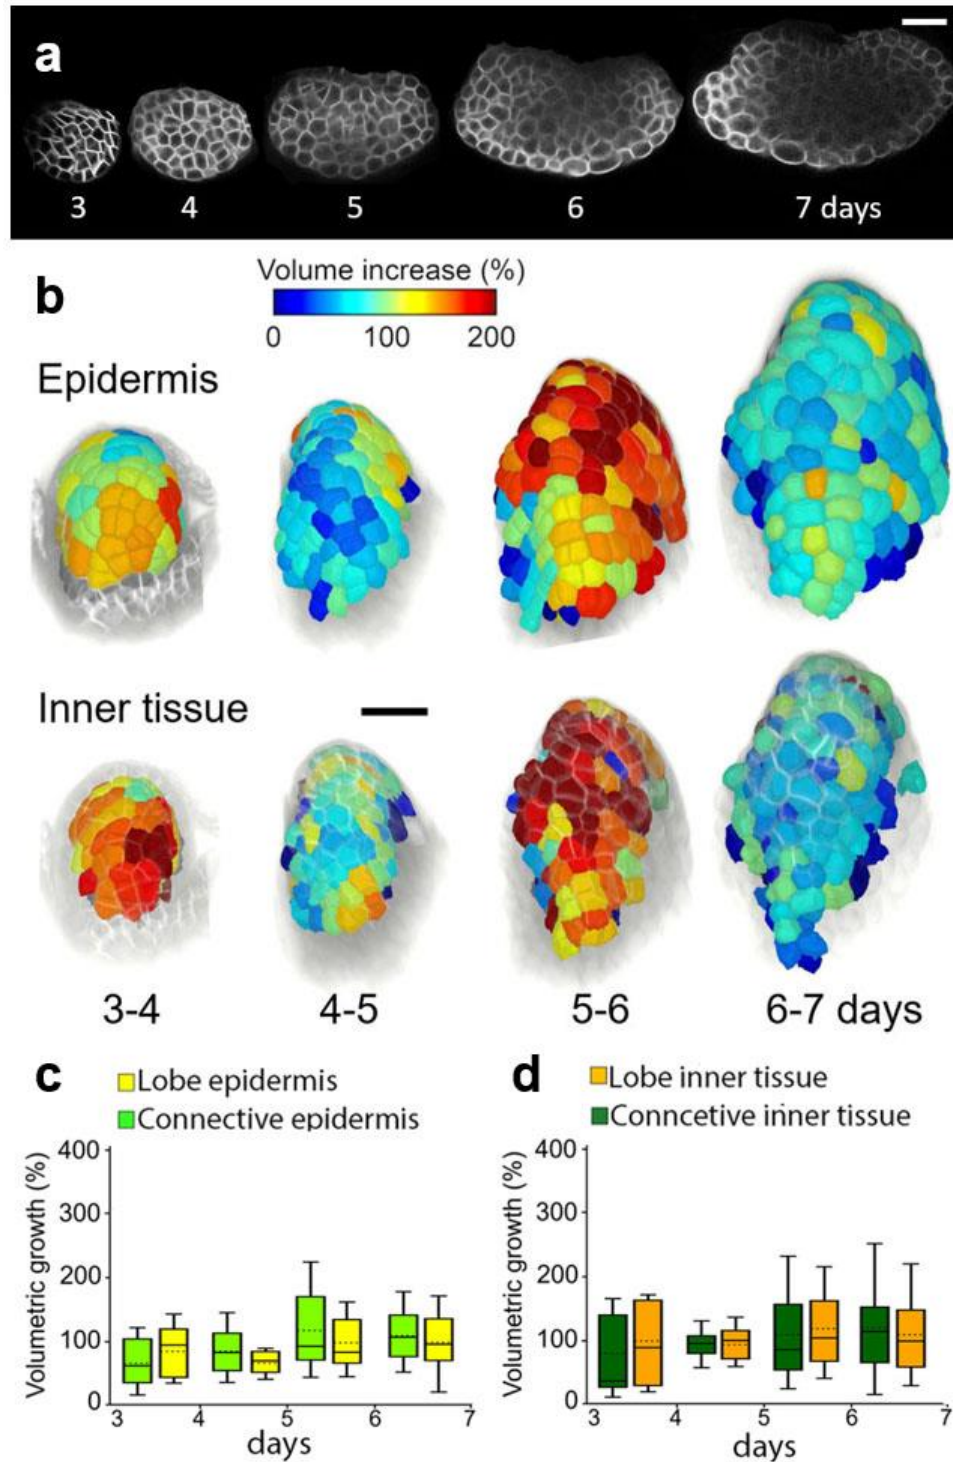 a
3 4 5 6 7 days
b
Volume increase (%)
0 100 200
Epidermis
Inner tissue
3-4 4-5 5-6 6-7 days
c
Lobe epidermis
Connective epidermis
Volumetric growth (%)
400
300
200
100
0
3 4 5 6 7
days
d
Lobe inner tissue
Conncetive inner tissue
Volumetric growth (%)
400
300
200
100
0
3 4 5 6 7
days